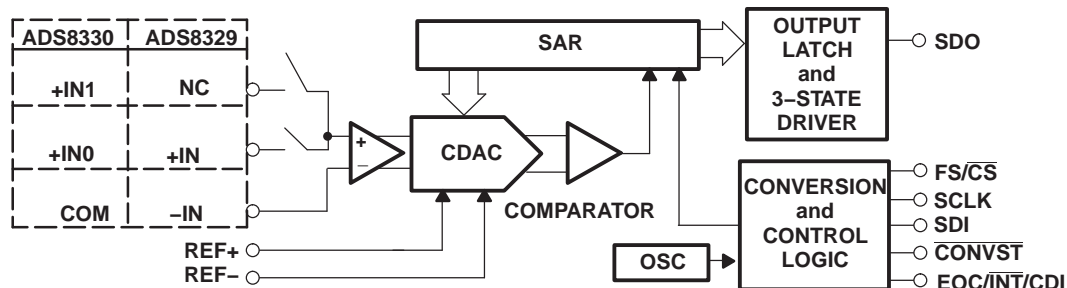 ADS8330 ADS8329
+IN1 NC
+IN0 +IN
COM −IN
REF+
REF−
SAR
CDAC
+
−
COMPARATOR
OSC
OUTPUT
LATCH
and
3−STATE
DRIVER
SDO
CONVERSION
and
CONTROL
LOGIC
FS/CS
SCLK
SDI
CONVST
EOC/INT/CDI